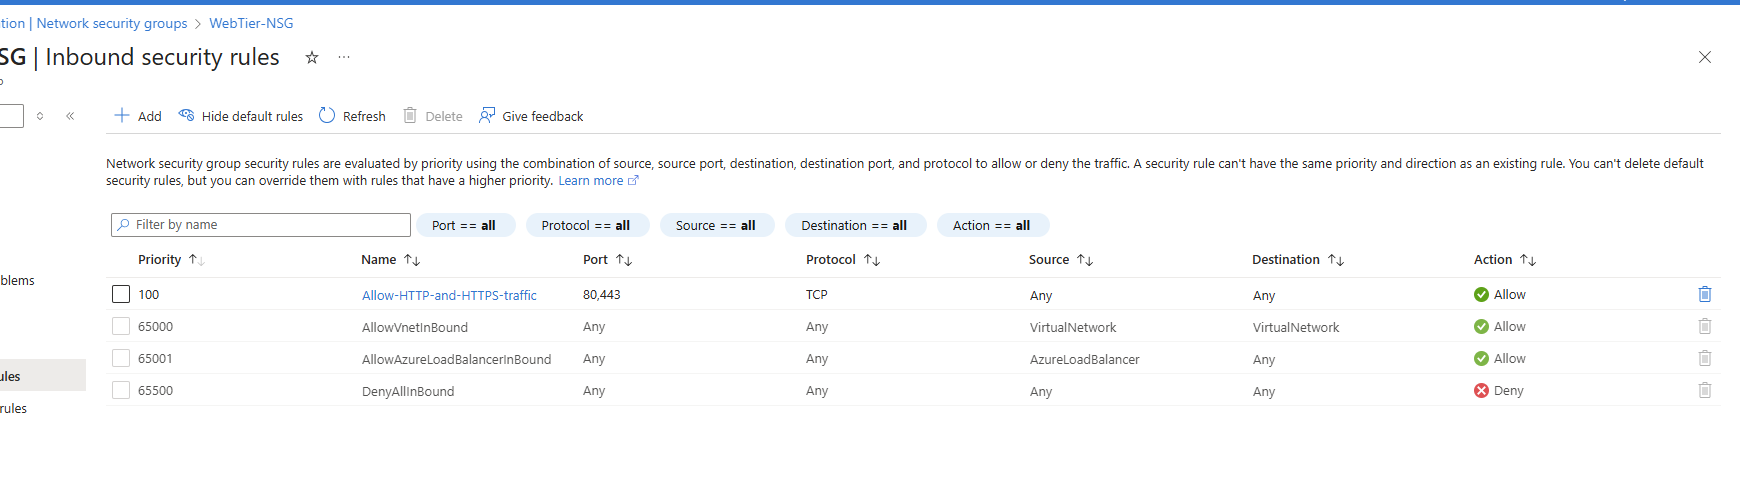 tion | Network security groups > WebTier-NSG
SG | Inbound security rules
Add Hide default rules Refresh Delete Give feedback
Network security group security rules are evaluated by priority using the combination of source, source port, destination, destination port, and protocol to allow or deny the traffic. A security rule can't have the same priority and direction as an existing rule. You can't delete default
security rules, but you can override them with rules that have a higher priority. Learn more
Filter by name Port == all Protocol == all Source == all Destination == all Action == all
Priority Name Port Protocol Source Destination Action
100 Allow-HTTP-and-HTTPS-traffic 80,443 TCP Any Any Allow
65000 AllowVnetInBound Any Any VirtualNetwork VirtualNetwork Allow
65001 AllowAzureLoadBalancerInBound Any Any AzureLoadBalancer Any Allow
65500 DenyAllInBound Any Any Any Any Deny
blems
ules
rules